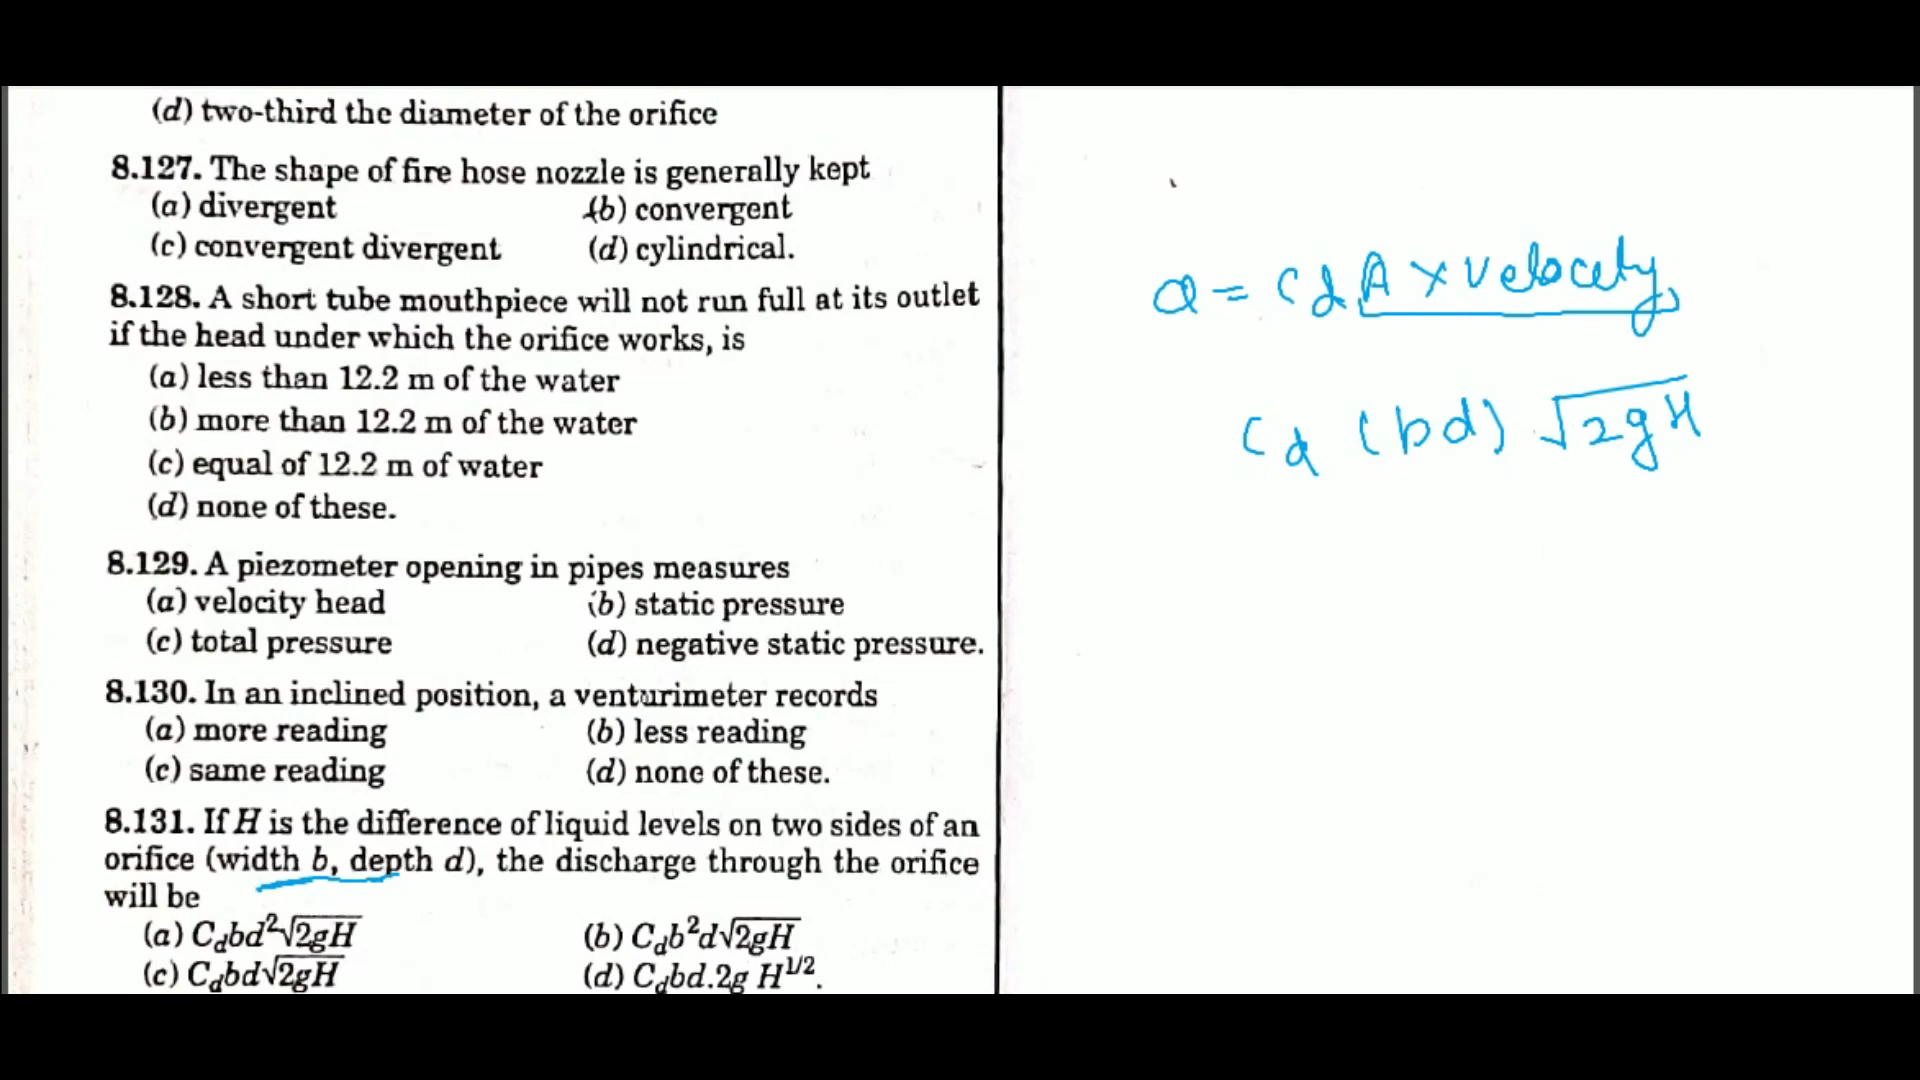 (d) two-third the diameter of the orifice
8.127. The shape of fire hose nozzle is generally kept
(a) divergent (b) convergent
(c) convergent divergent (d) cylindrical.
8.128. A short tube mouthpiece will not run full at its outlet
if the head under which the orifice works, is
(a) less than 12.2 m of the water
(b) more than 12.2 m of the water
(c) equal of 12.2 m of water
(d) none of these.
8.129. A piezometer opening in pipes measures
(a) velocity head (b) static pressure
(c) total pressure (d) negative static pressure.
8.130. In an inclined position, a venturimeter records
(a) more reading (b) less reading
(c) same reading (d) none of these.
8.131. If H is the difference of liquid levels on two sides of an
orifice (width b, depth d), the discharge through the orifice
will be
(a) C_d bd²√2gH (b) C_d b²d√2gH
(c) C_d bd√2gH (d) C_d bd.2g H^1/2.
Q = Cd A × velocity
Cd (bd) √2gH